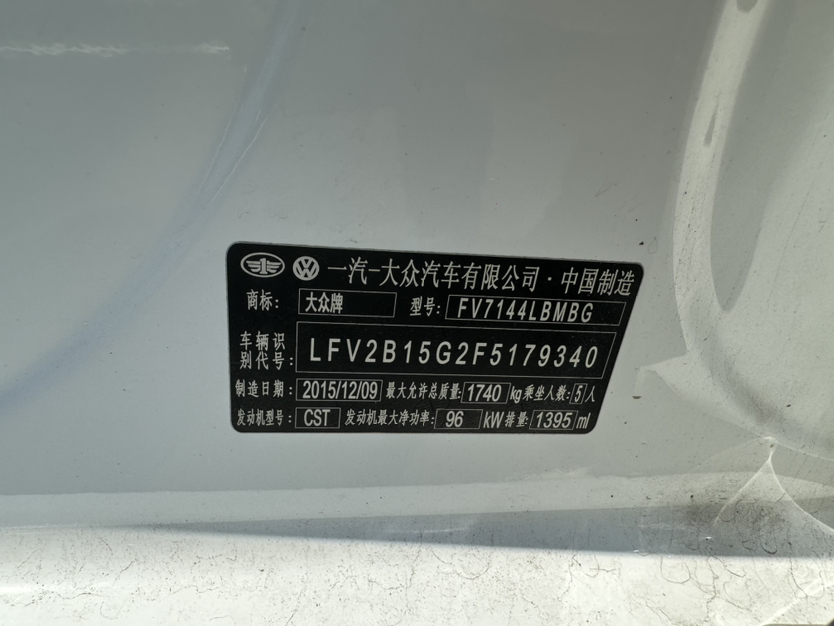 一汽-大众汽车有限公司·中国制造
商标: 大众牌 型号: FV7144LBMBG
车辆识别代号: LFV2B15G2F5179340
制造日期: 2015/12/09 最大允许总质量: 1740 kg 乘坐人数: 5 人
发动机型号: CST 发动机最大净功率: 96 kW 排量: 1395 ml